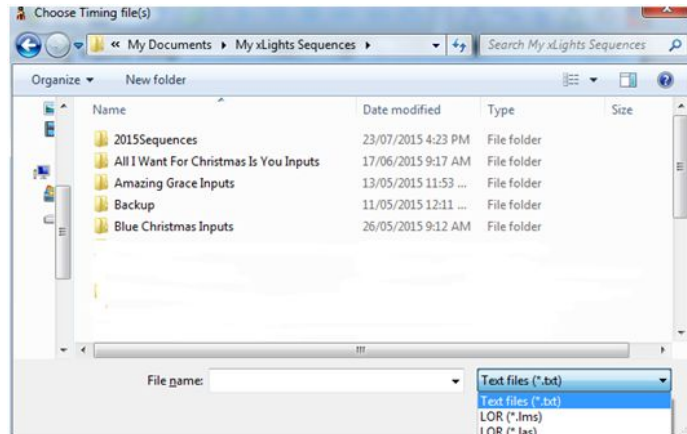 Choose Timing file(s)
« My Documents ▸ My xLights Sequences ▸ Search My xLights Sequences
Organize ▼ New folder
Name Date modified Type Size
2015Sequences 23/07/2015 4:23 PM File folder
All I Want For Christmas Is You Inputs 17/06/2015 9:17 AM File folder
Amazing Grace Inputs 13/05/2015 11:53 ... File folder
Backup 11/05/2015 12:11 ... File folder
Blue Christmas Inputs 26/05/2015 9:12 AM File folder
File name: Text files (*.txt)
Text files (*.txt)
LOR (*.lms)
LOR (*.las)